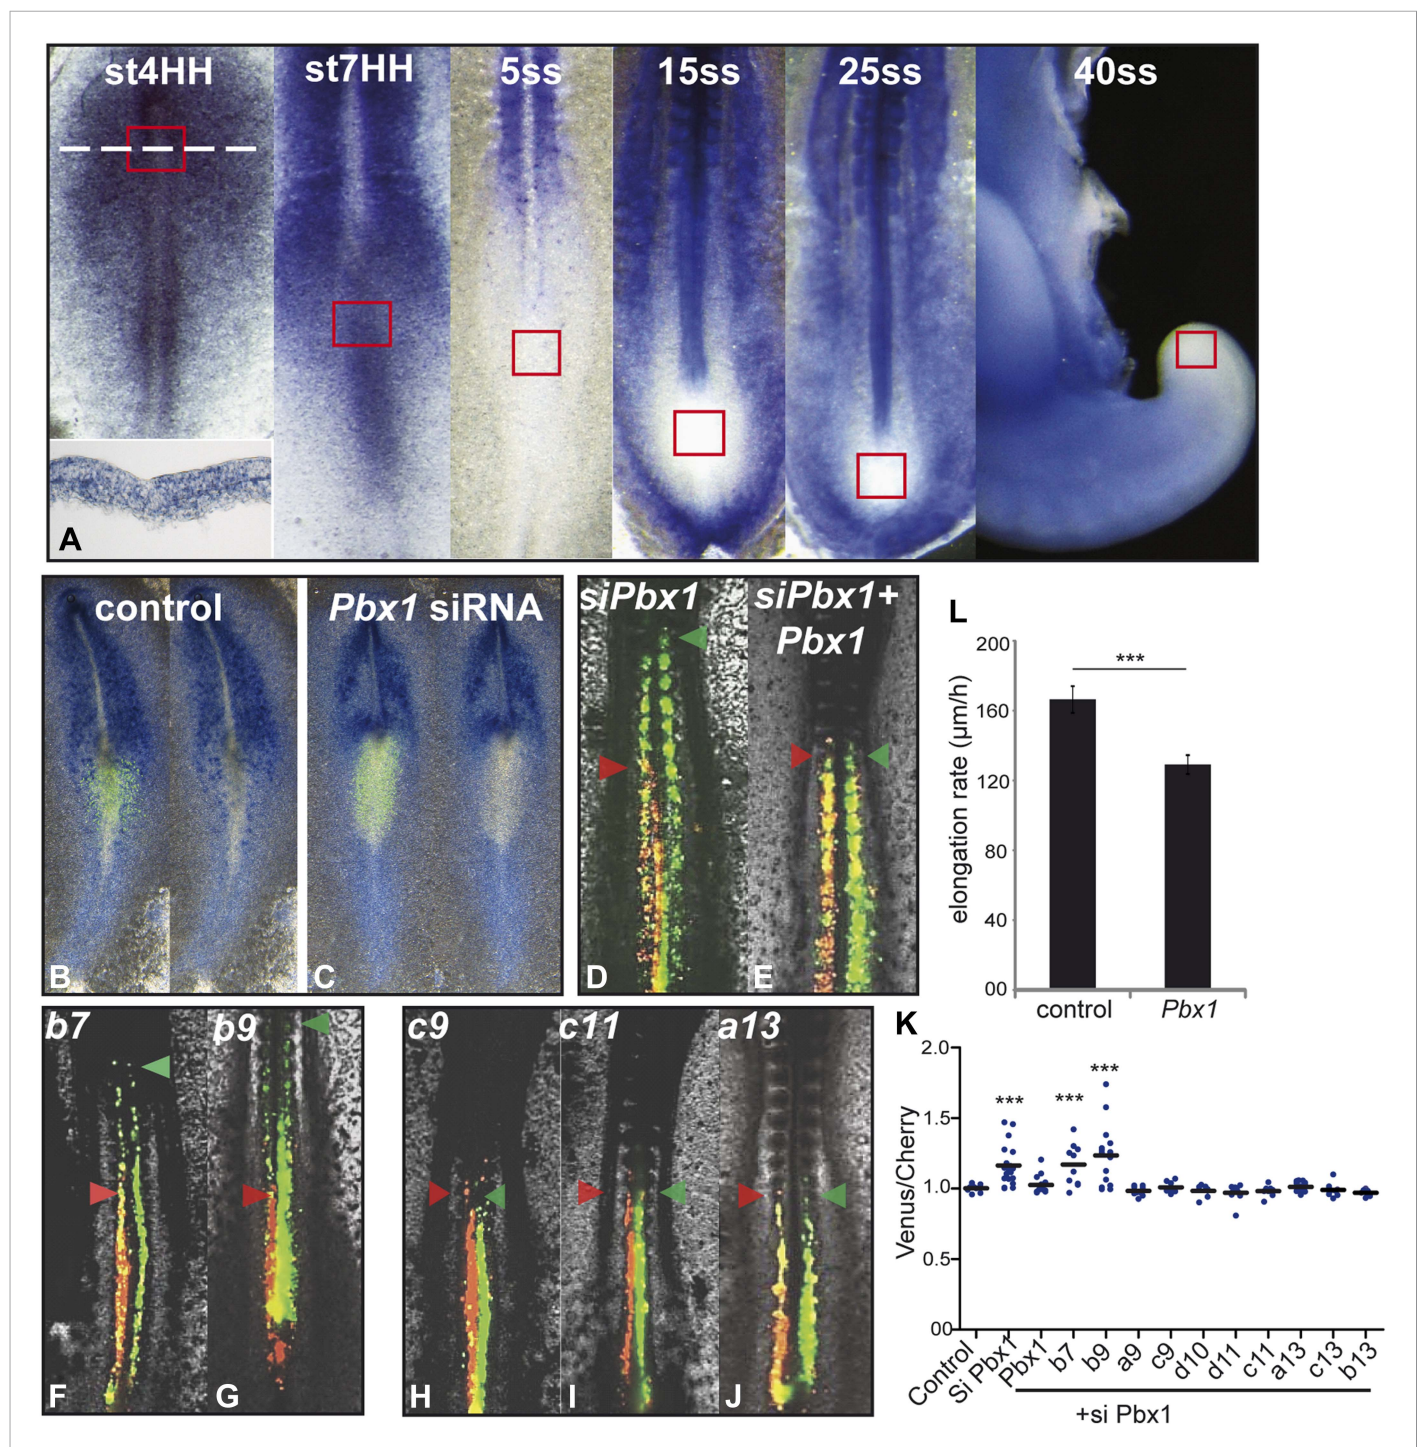 st4HH st7HH 5ss 15ss 25ss 40ss
A
control Pbx1 siRNA
B C
siPbx1 siPbx1+
Pbx1
D E
L
200
160
120
80
40
00
elongation rate (µm/h)
***
control Pbx1
b7 b9
F G
c9 c11 a13
H I J
K
2.0
1.5
1.0
0.5
00
Venus/Cherry
*** *** ***
Control Si Pbx1 Pbx1 b7 b9 a9 c9 d10 d11 c11 a13 c13 b13
+si Pbx1